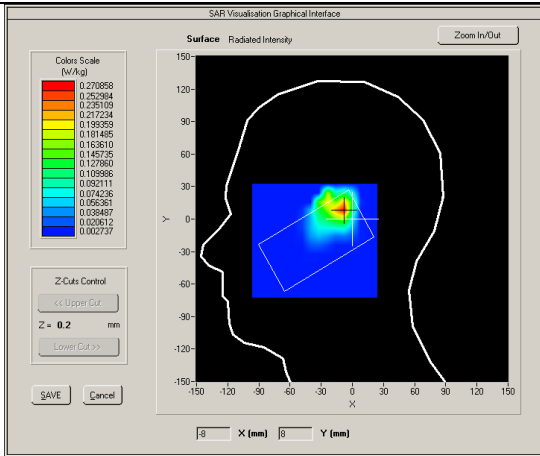 SAR Visualisation Graphical Interface
Surface Radiated Intensity
Zoom In/Out
Colors Scale
(W/kg)
0.270858
0.252984
0.235109
0.217234
0.199359
0.181485
0.163610
0.145735
0.127860
0.109986
0.092111
0.074236
0.056361
0.038487
0.020612
0.002737
150
120
90
60
30
0
-30
-60
-90
-120
-150
Y
-150 -120 -90 -60 -30 0 30 60 90 120 150
X
Z-Cuts Control
<< Upper Cut
Z = 0.2 mm
Lower Cut >>
SAVE Cancel
-8 X (mm) 8 Y (mm)